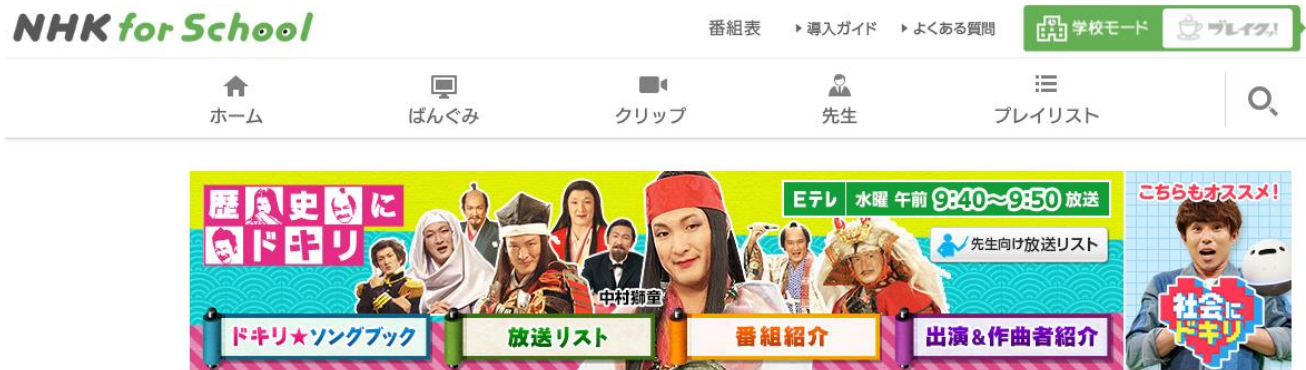 NHK for School
番組表
導入ガイド
よくある質問
学校モード
ブレイクッ!
ホーム
ばんぐみ
クリップ
先生
プレイリスト
歴史に
ドキリ
Eテレ 水曜 午前 9:40～9:50 放送
先生向け放送リスト
中村獅童
ドキリ★ソングブック
放送リスト
番組紹介
出演&作曲者紹介
こちらもオススメ!
社会に
ドキリ